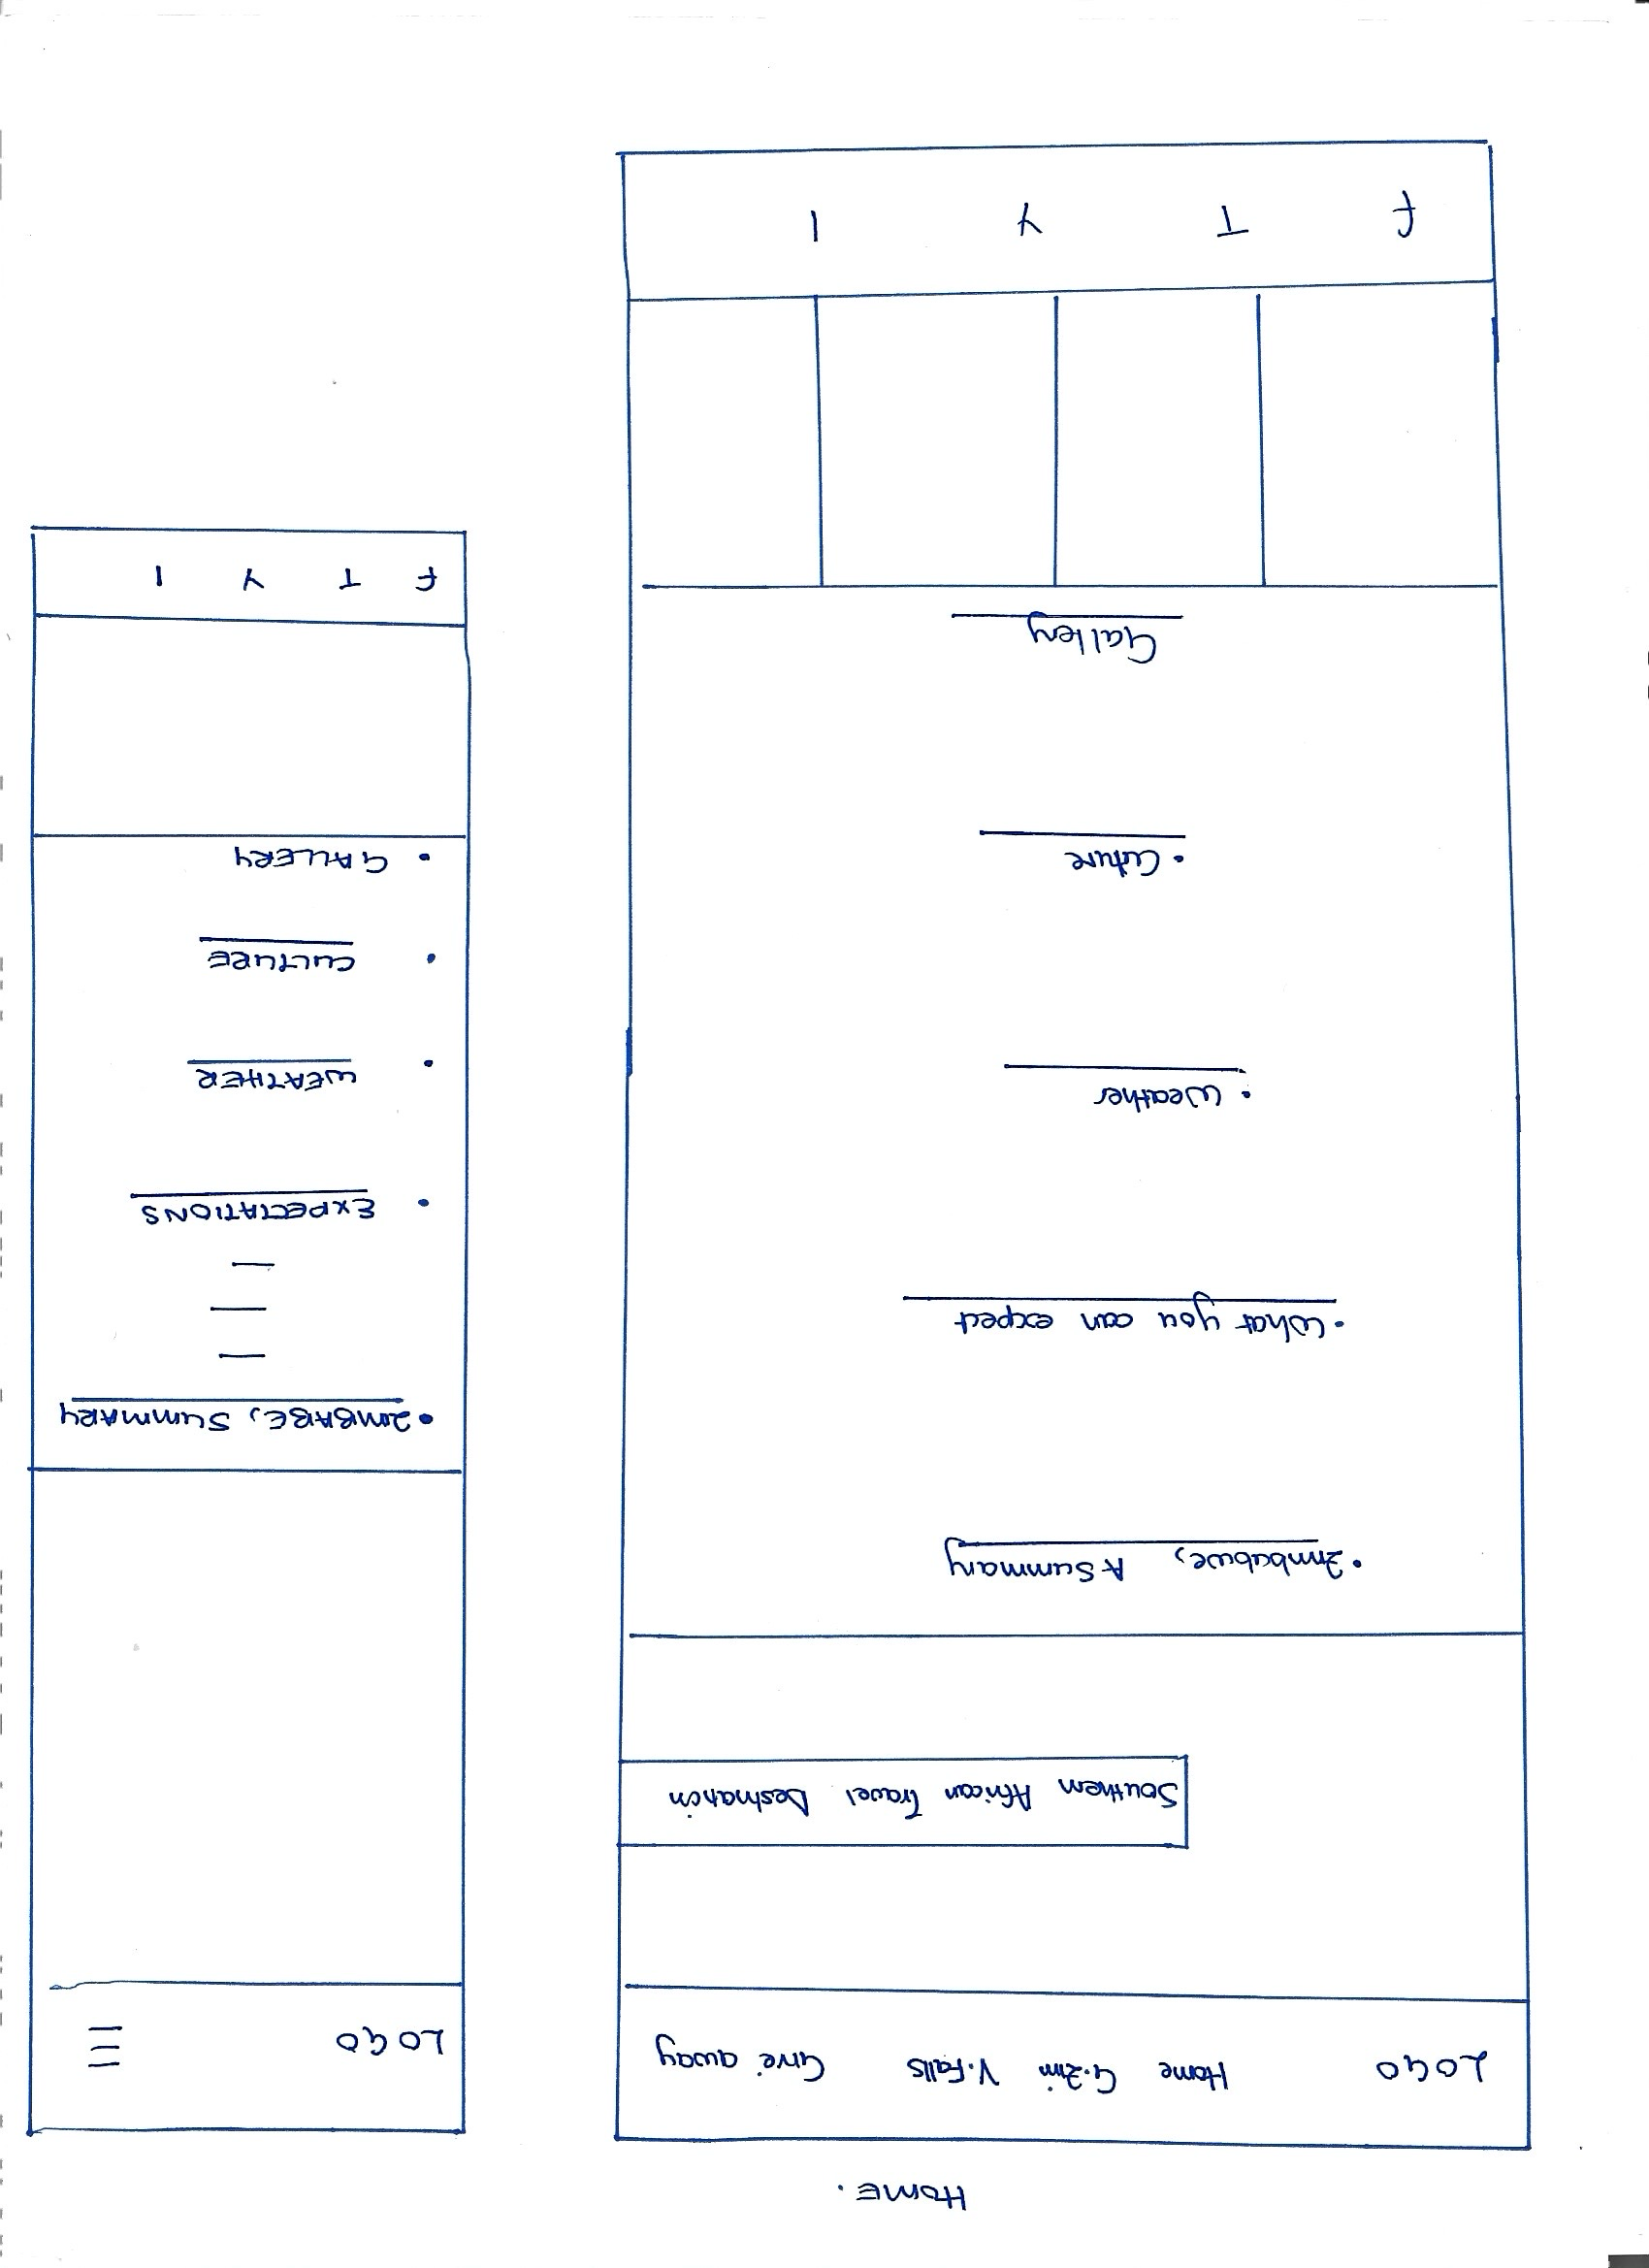 HOME.
LOGO Home G.Zim V.Falls Give away
Southern African Travel Destination
• Zimbabwe, A Summary
• What you can expect
• Weather
• Culture
Gallery
f T Y I
LOGO
• ZIMBABE, SUMMARY
• EXPECTATIONS
• WEATHER
• CULTURE
• GALLERY
F T Y I